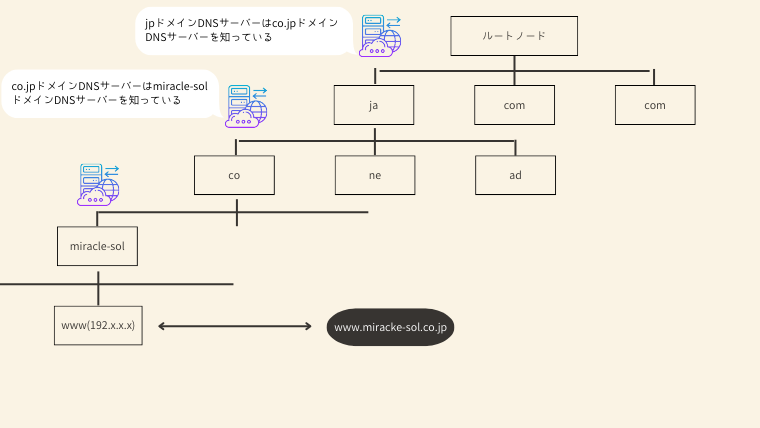 jpドメインDNSサーバーはco.jpドメイン
DNSサーバーを知っている
ルートノード
co.jpドメインDNSサーバーはmiracle-sol
ドメインDNSサーバーを知っている
ja
com
com
co
ne
ad
miracle-sol
www(192.x.x.x)
www.miracke-sol.co.jp